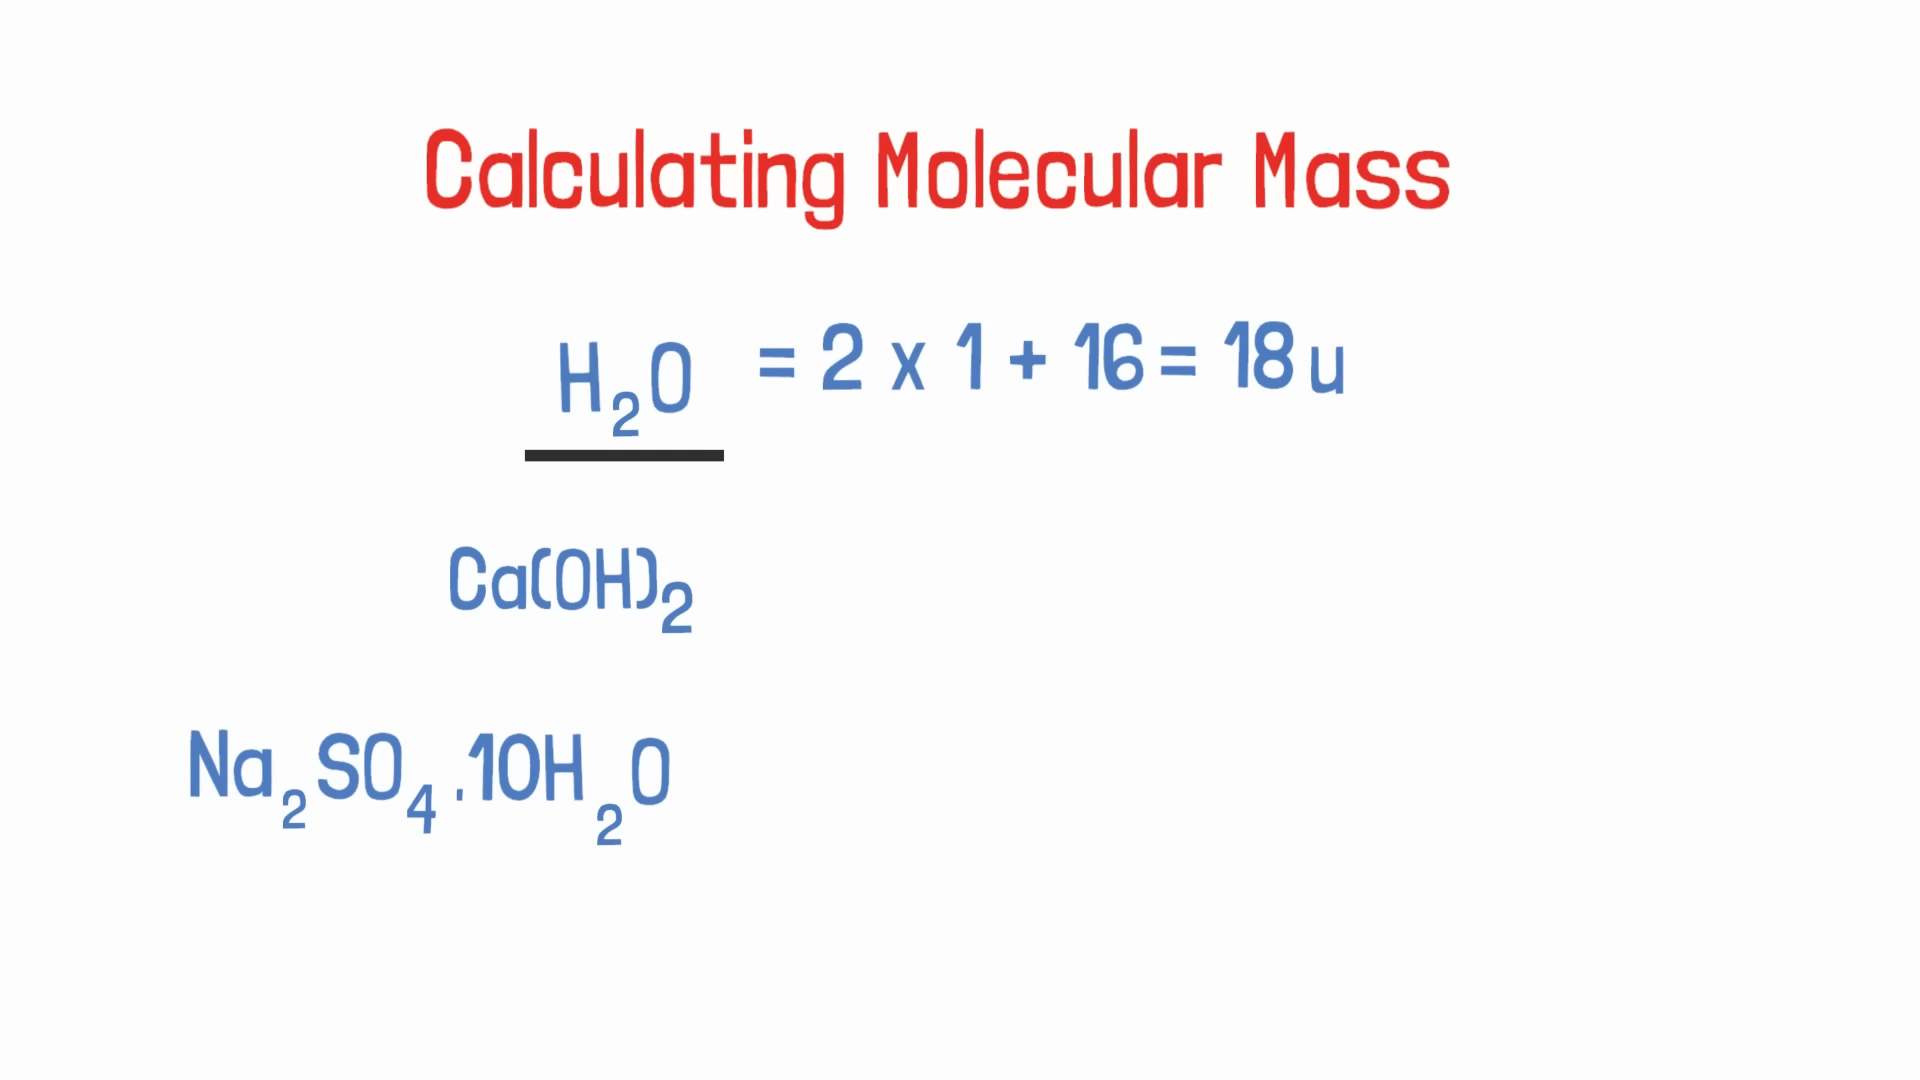 Calculating Molecular Mass
H₂O = 2 x 1 + 16 = 18 u
Ca(OH)₂
Na₂SO₄.10H₂O